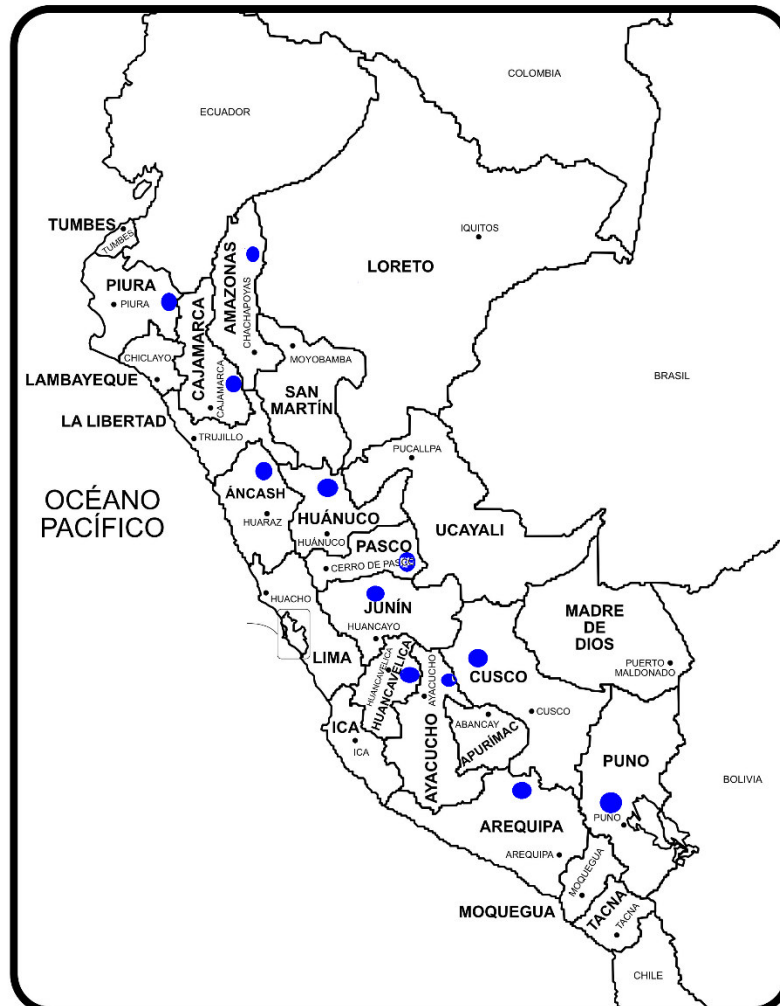 COLOMBIA
ECUADOR
TUMBES
TUMBES
IQUITOS
LORETO
PIURA
PIURA
AMAZONAS
CHACHAPOYAS
CAJAMARCA
CAJAMARCA
CHICLAYO
MOYOBAMBA
LAMBAYEQUE
SAN
MARTÍN
BRASIL
LA LIBERTAD
TRUJILLO
PUCALLPA
OCÉANO
PACÍFICO
ÁNCASH
HUARAZ
HUÁNUCO
HUÁNUCO
UCAYALI
PASCO
CERRO DE PASCO
HUACHO
JUNÍN
HUANCAYO
MADRE
DE
DIOS
PUERTO
MALDONADO
LIMA
HUANCAVELICA
HUANCAVELICA
AYACUCHO
AYACUCHO
CUSCO
CUSCO
ABANCAY
APURÍMAC
ICA
ICA
PUNO
PUNO
BOLIVIA
AREQUIPA
AREQUIPA
MOQUEGUA
MOQUEGUA
TACNA
TACNA
CHILE